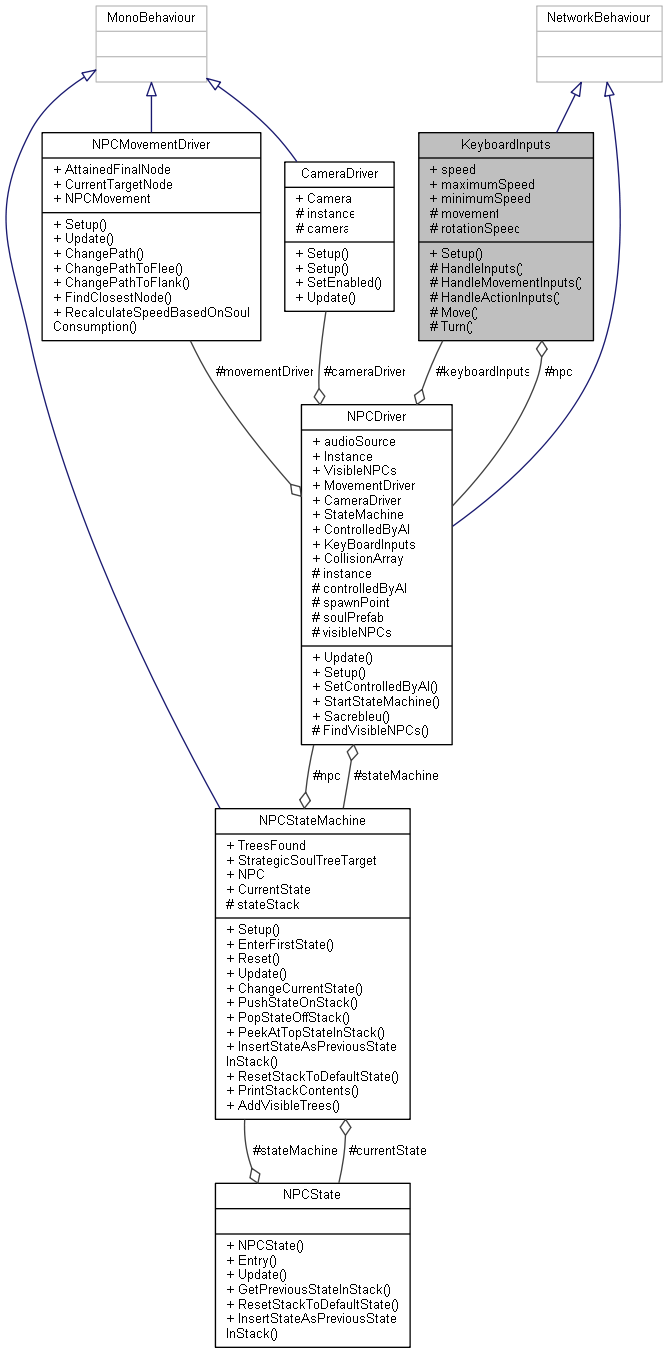 MonoBehaviour
NetworkBehaviour
NPCMovementDriver
+ AttainedFinalNode
+ CurrentTargetNode
+ NPCMovement
+ Setup()
+ Update()
+ ChangePath()
+ ChangePathToFlee()
+ ChangePathToFlank()
+ FindClosestNode()
+ RecalculateSpeedBasedOnSoul
Consumption()
CameraDriver
+ Camera
# instance
# camera
+ Setup()
+ Setup()
+ SetEnabled()
+ Update()
KeyboardInputs
+ speed
+ maximumSpeed
+ minimumSpeed
# movement
# rotationSpeed
+ Setup()
# HandleInputs()
# HandleMovementInputs()
# HandleActionInputs()
# Move()
# Turn()
#movementDriver
#cameraDriver
#keyboardInputs
#npc
NPCDriver
+ audioSource
+ Instance
+ VisibleNPCs
+ MovementDriver
+ CameraDriver
+ StateMachine
+ ControlledByAI
+ KeyBoardInputs
+ CollisionArray
# instance
# controlledByAI
# spawnPoint
# soulPrefab
# visibleNPCs
+ Update()
+ Setup()
+ SetControlledByAI()
+ StartStateMachine()
+ Sacrebleu()
# FindVisibleNPCs()
#npc
#stateMachine
NPCStateMachine
+ TreesFound
+ StrategicSoulTreeTarget
+ NPC
+ CurrentState
# stateStack
+ Setup()
+ EnterFirstState()
+ Reset()
+ Update()
+ ChangeCurrentState()
+ PushStateOnStack()
+ PopStateOffStack()
+ PeekAtTopStateInStack()
+ InsertStateAsPreviousState
InStack()
+ ResetStackToDefaultState()
+ PrintStackContents()
+ AddVisibleTrees()
#stateMachine
#currentState
NPCState
+ NPCState()
+ Entry()
+ Update()
+ GetPreviousStateInStack()
+ ResetStackToDefaultState()
+ InsertStateAsPreviousState
InStack()